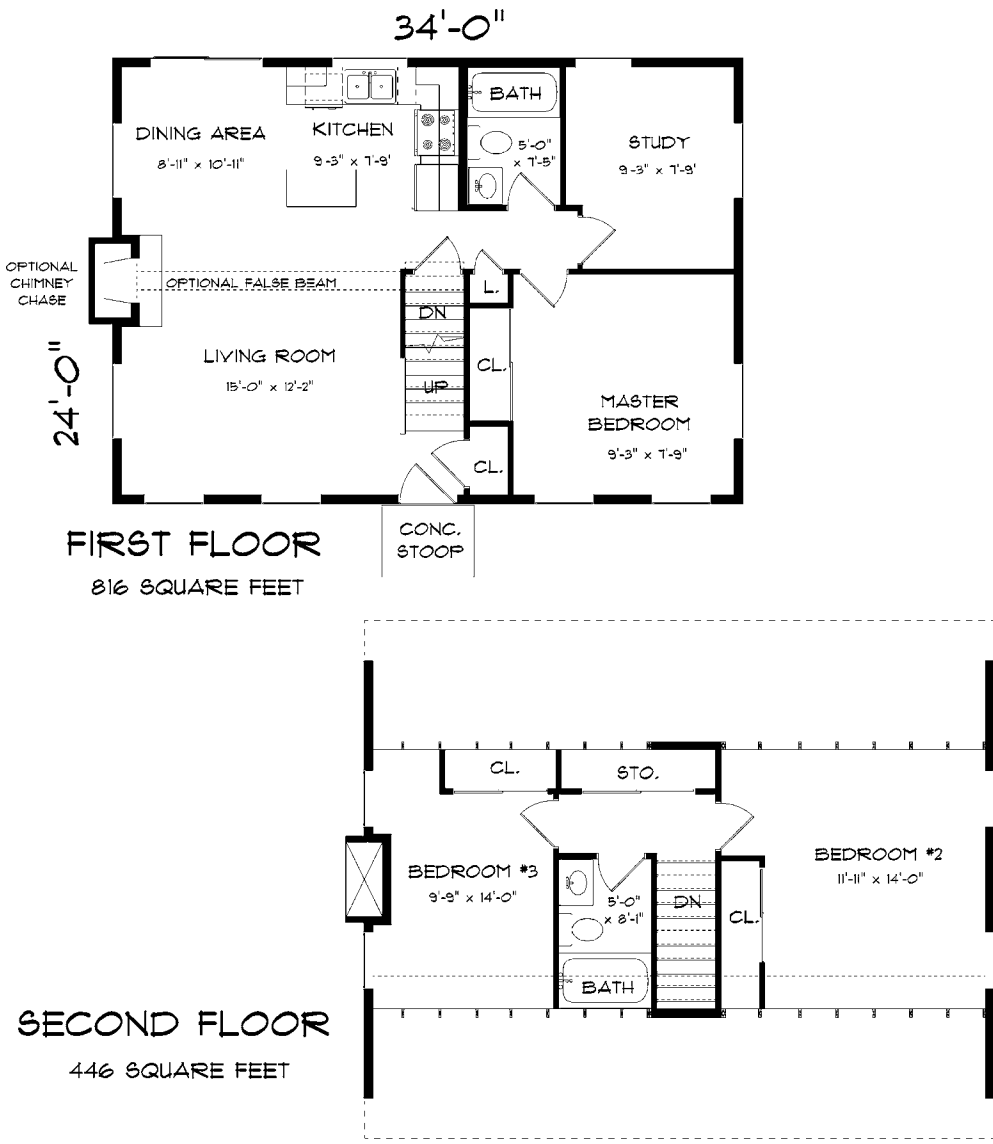 34'-0"
BATH
DINING AREA
8'-11" x 10'-11"
KITCHEN
9'-3" x 7'-9"
5'-0"
x 7'-5"
STUDY
9'-3" x 7'-9"
OPTIONAL
CHIMNEY
CHASE
OPTIONAL FALSE BEAM
L.
DN
24'-0"
LIVING ROOM
15'-0" x 12'-2"
CL.
UP
MASTER
BEDROOM
9'-3" x 7'-9"
CL.
CONC.
STOOP
FIRST FLOOR
816 SQUARE FEET
CL.
STO.
BEDROOM #3
9'-9" x 14'-0"
5'-0"
x 8'-1"
DN
CL.
BEDROOM #2
11'-11" x 14'-0"
BATH
SECOND FLOOR
446 SQUARE FEET